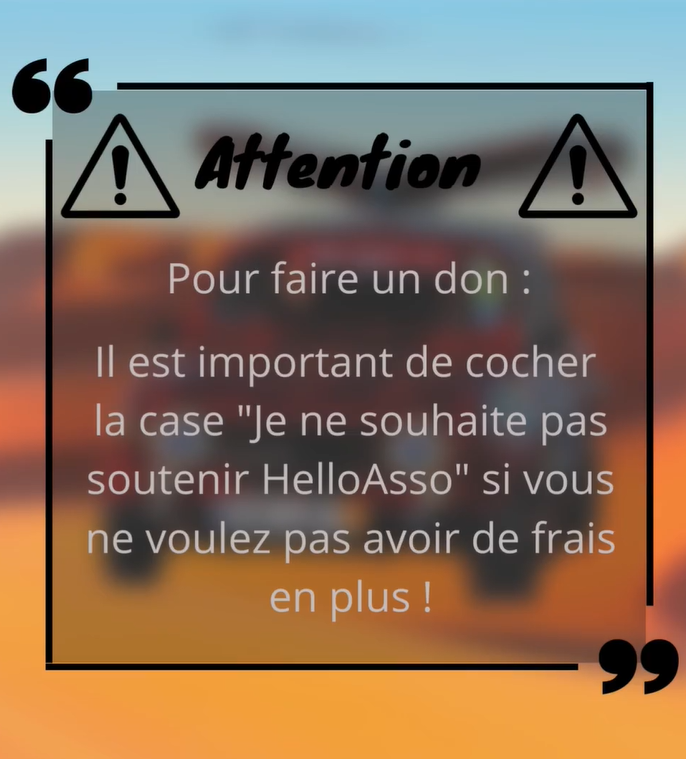 Attention
Pour faire un don :
Il est important de cocher
la case "Je ne souhaite pas
soutenir HelloAsso" si vous
ne voulez pas avoir de frais
en plus !